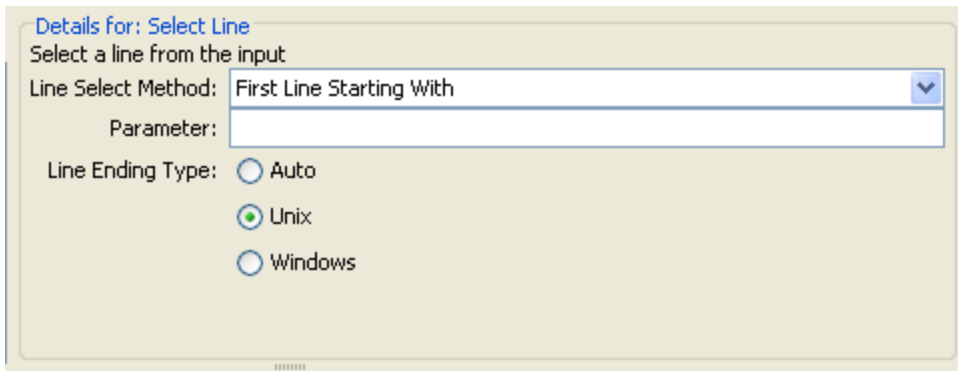 Details for: Select Line
Select a line from the input
Line Select Method: First Line Starting With
Parameter:
Line Ending Type: Auto
Unix
Windows